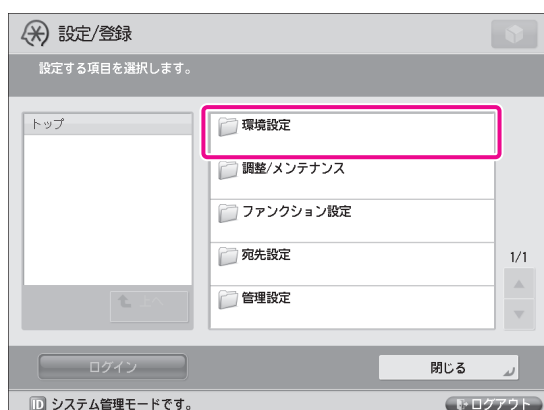 設定/登録
設定する項目を選択します。
トップ
環境設定
調整/メンテナンス
ファンクション設定
宛先設定
1/1
管理設定
上へ
ログイン
閉じる
ID システム管理モードです。
ログアウト